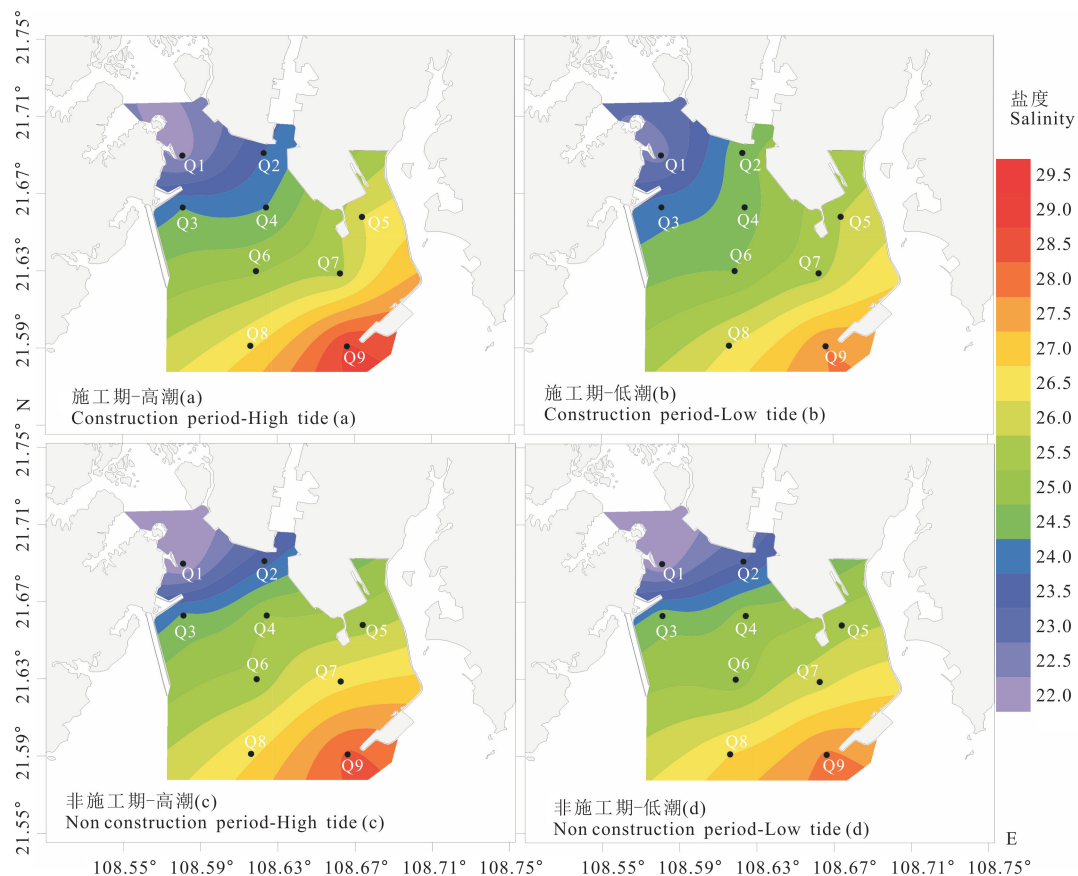 盐度
Salinity
29.5
29.0
28.5
28.0
27.5
27.0
26.5
26.0
25.5
25.0
24.5
24.0
23.5
23.0
22.5
22.0
21.75°
21.71°
21.67°
21.63°
21.59°
N
Q1
Q2
Q3
Q4
Q5
Q6
Q7
Q8
Q9
施工期-高潮(a)
Construction period-High tide (a)
Q1
Q2
Q3
Q4
Q5
Q6
Q7
Q8
Q9
施工期-低潮(b)
Construction period-Low tide (b)
21.75°
21.71°
21.67°
21.63°
21.59°
21.55°
Q1
Q2
Q3
Q4
Q5
Q6
Q7
Q8
Q9
非施工期-高潮(c)
Non construction period-High tide (c)
Q1
Q2
Q3
Q4
Q5
Q6
Q7
Q8
Q9
非施工期-低潮(d)
Non construction period-Low tide (d)
E
108.55° 108.59° 108.63° 108.67° 108.71° 108.75° 108.55° 108.59° 108.63° 108.67° 108.71° 108.75°